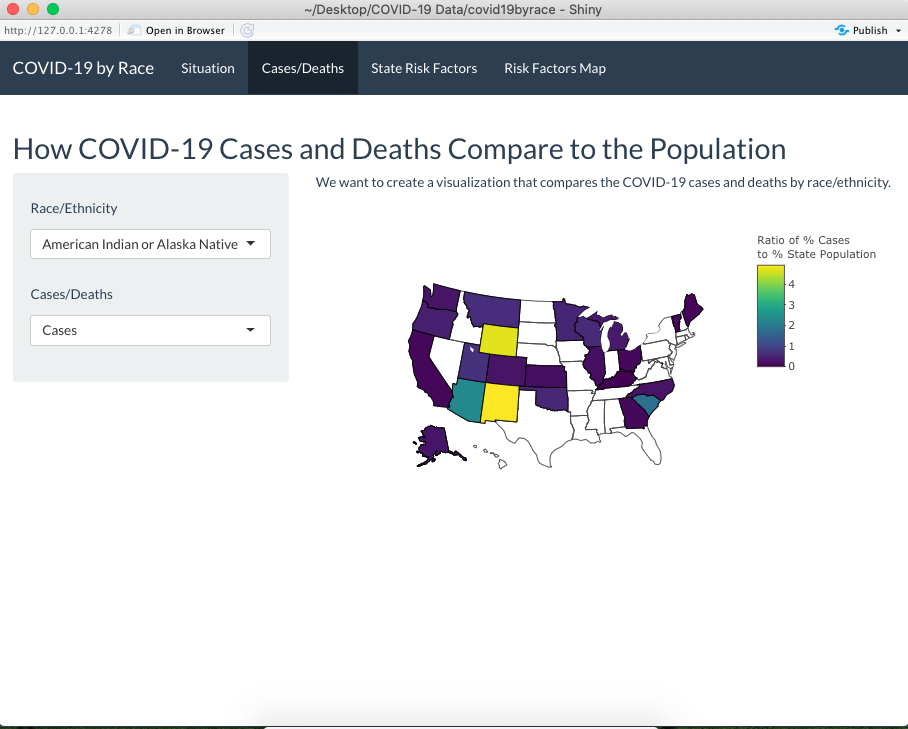 ~/Desktop/COVID-19 Data/covid19byrace - Shiny
http://127.0.0.1:4278 Open in Browser Publish
COVID-19 by Race Situation Cases/Deaths State Risk Factors Risk Factors Map
How COVID-19 Cases and Deaths Compare to the Population
We want to create a visualization that compares the COVID-19 cases and deaths by race/ethnicity.
Race/Ethnicity
American Indian or Alaska Native
Cases/Deaths
Cases
Ratio of % Cases
to % State Population
4
3
2
1
0